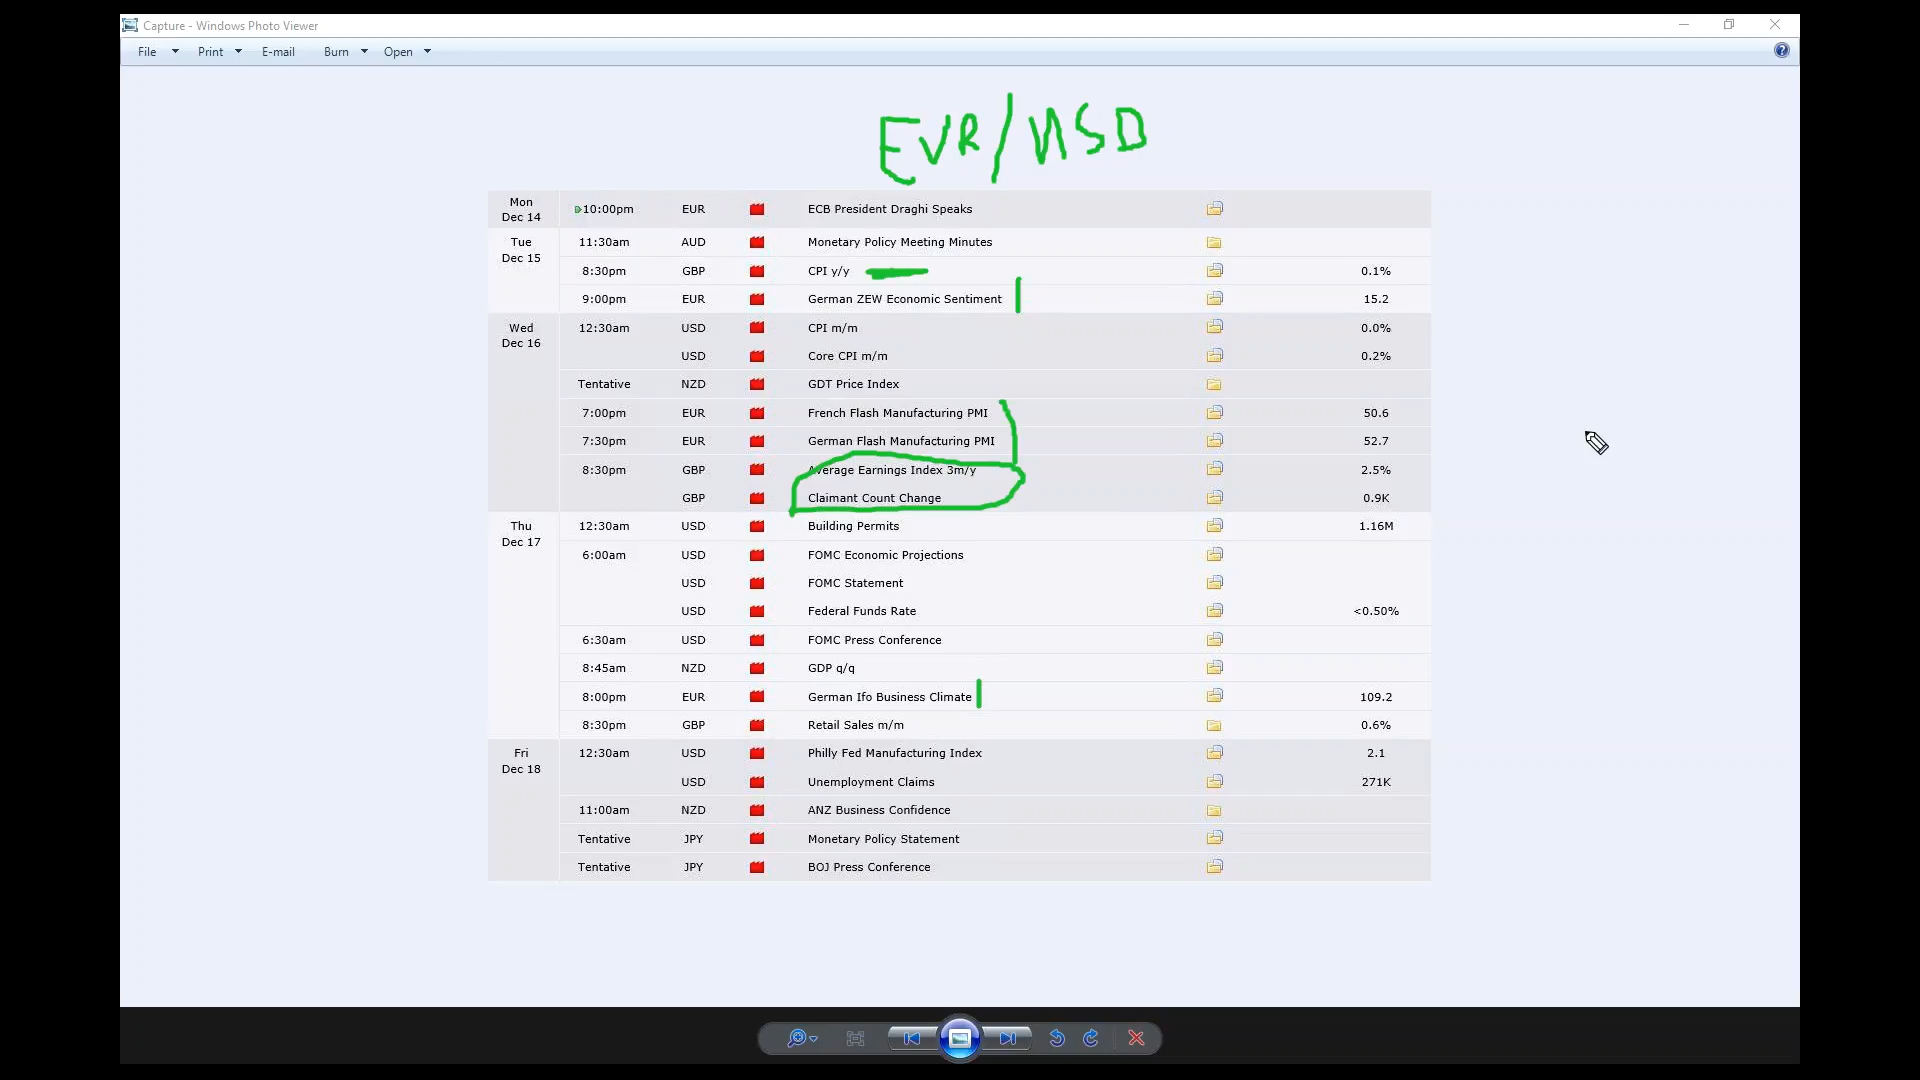 Capture - Windows Photo Viewer
File Print E-mail Burn Open
EUR/USD
Mon Dec 14 10:00pm EUR ECB President Draghi Speaks
Tue Dec 15 11:30am AUD Monetary Policy Meeting Minutes
8:30pm GBP CPI y/y 0.1%
9:00pm EUR German ZEW Economic Sentiment 15.2
Wed Dec 16 12:30am USD CPI m/m 0.0%
USD Core CPI m/m 0.2%
Tentative NZD GDT Price Index
7:00pm EUR French Flash Manufacturing PMI 50.6
7:30pm EUR German Flash Manufacturing PMI 52.7
8:30pm GBP Average Earnings Index 3m/y 2.5%
GBP Claimant Count Change 0.9K
Thu Dec 17 12:30am USD Building Permits 1.16M
6:00am USD FOMC Economic Projections
USD FOMC Statement
USD Federal Funds Rate <0.50%
6:30am USD FOMC Press Conference
8:45am NZD GDP q/q
8:00pm EUR German Ifo Business Climate 109.2
8:30pm GBP Retail Sales m/m 0.6%
Fri Dec 18 12:30am USD Philly Fed Manufacturing Index 2.1
USD Unemployment Claims 271K
11:00am NZD ANZ Business Confidence
Tentative JPY Monetary Policy Statement
Tentative JPY BOJ Press Conference